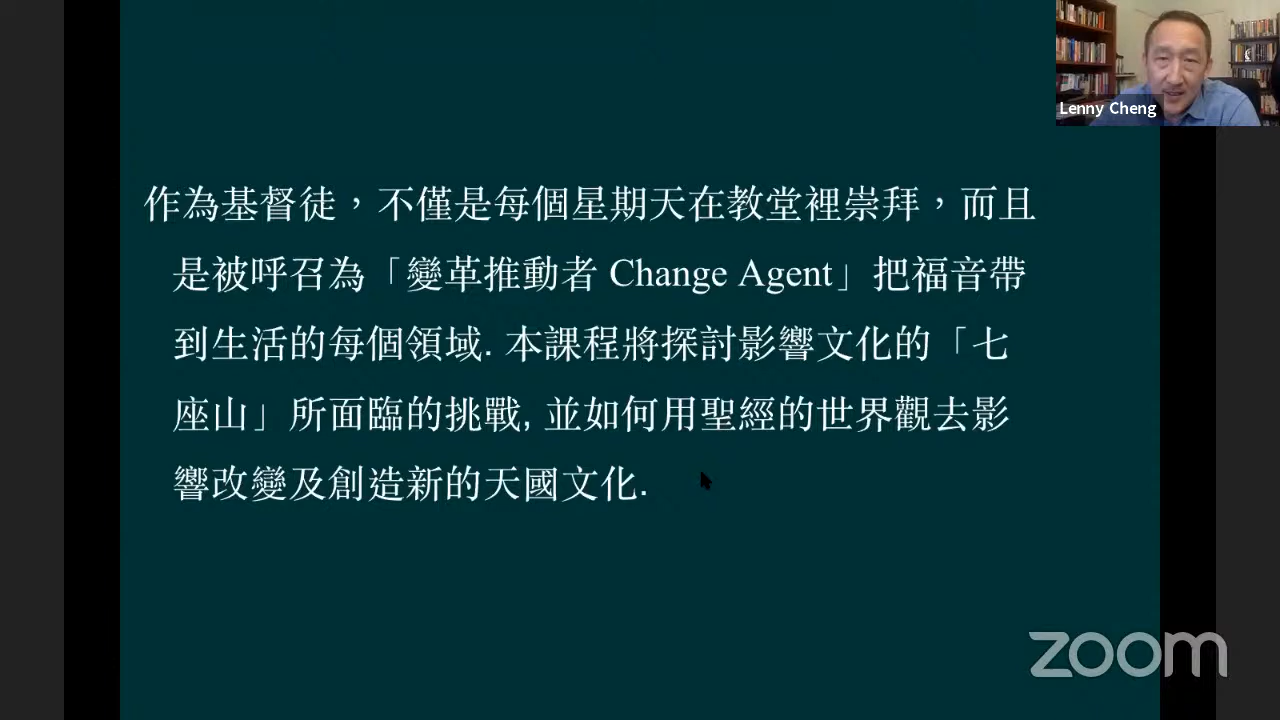 Lenny Cheng
作為基督徒，不僅是每個星期天在教堂裡崇拜，而且
是被呼召為「變革推動者 Change Agent」把福音帶
到生活的每個領域. 本課程將探討影響文化的「七
座山」所面臨的挑戰, 並如何用聖經的世界觀去影
響改變及創造新的天國文化.
zoom